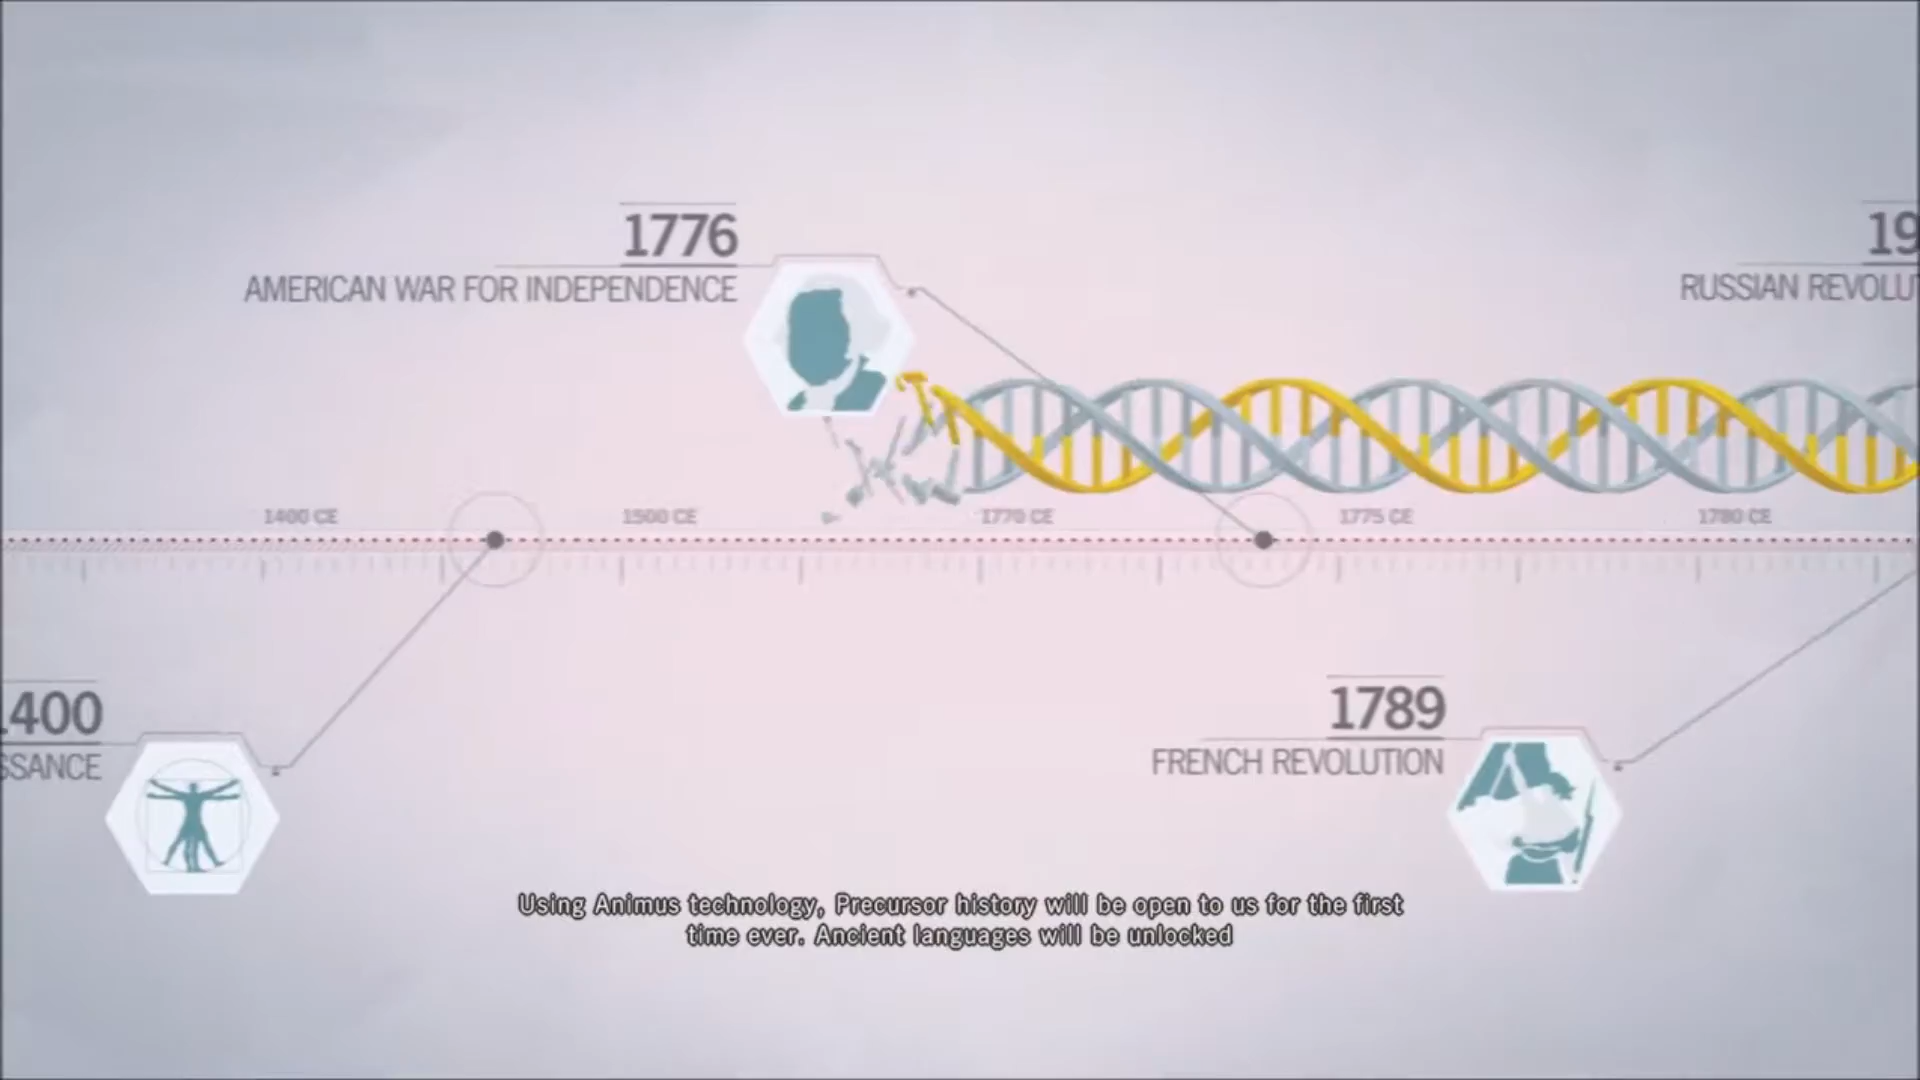 1776
AMERICAN WAR FOR INDEPENDENCE
19
RUSSIAN REVOLU
1400 CE
1500 CE
1770 CE
1775 CE
1780 CE
1400
SSANCE
1789
FRENCH REVOLUTION
Using Animus technology, Precursor history will be open to us for the first
time ever. Ancient languages will be unlocked